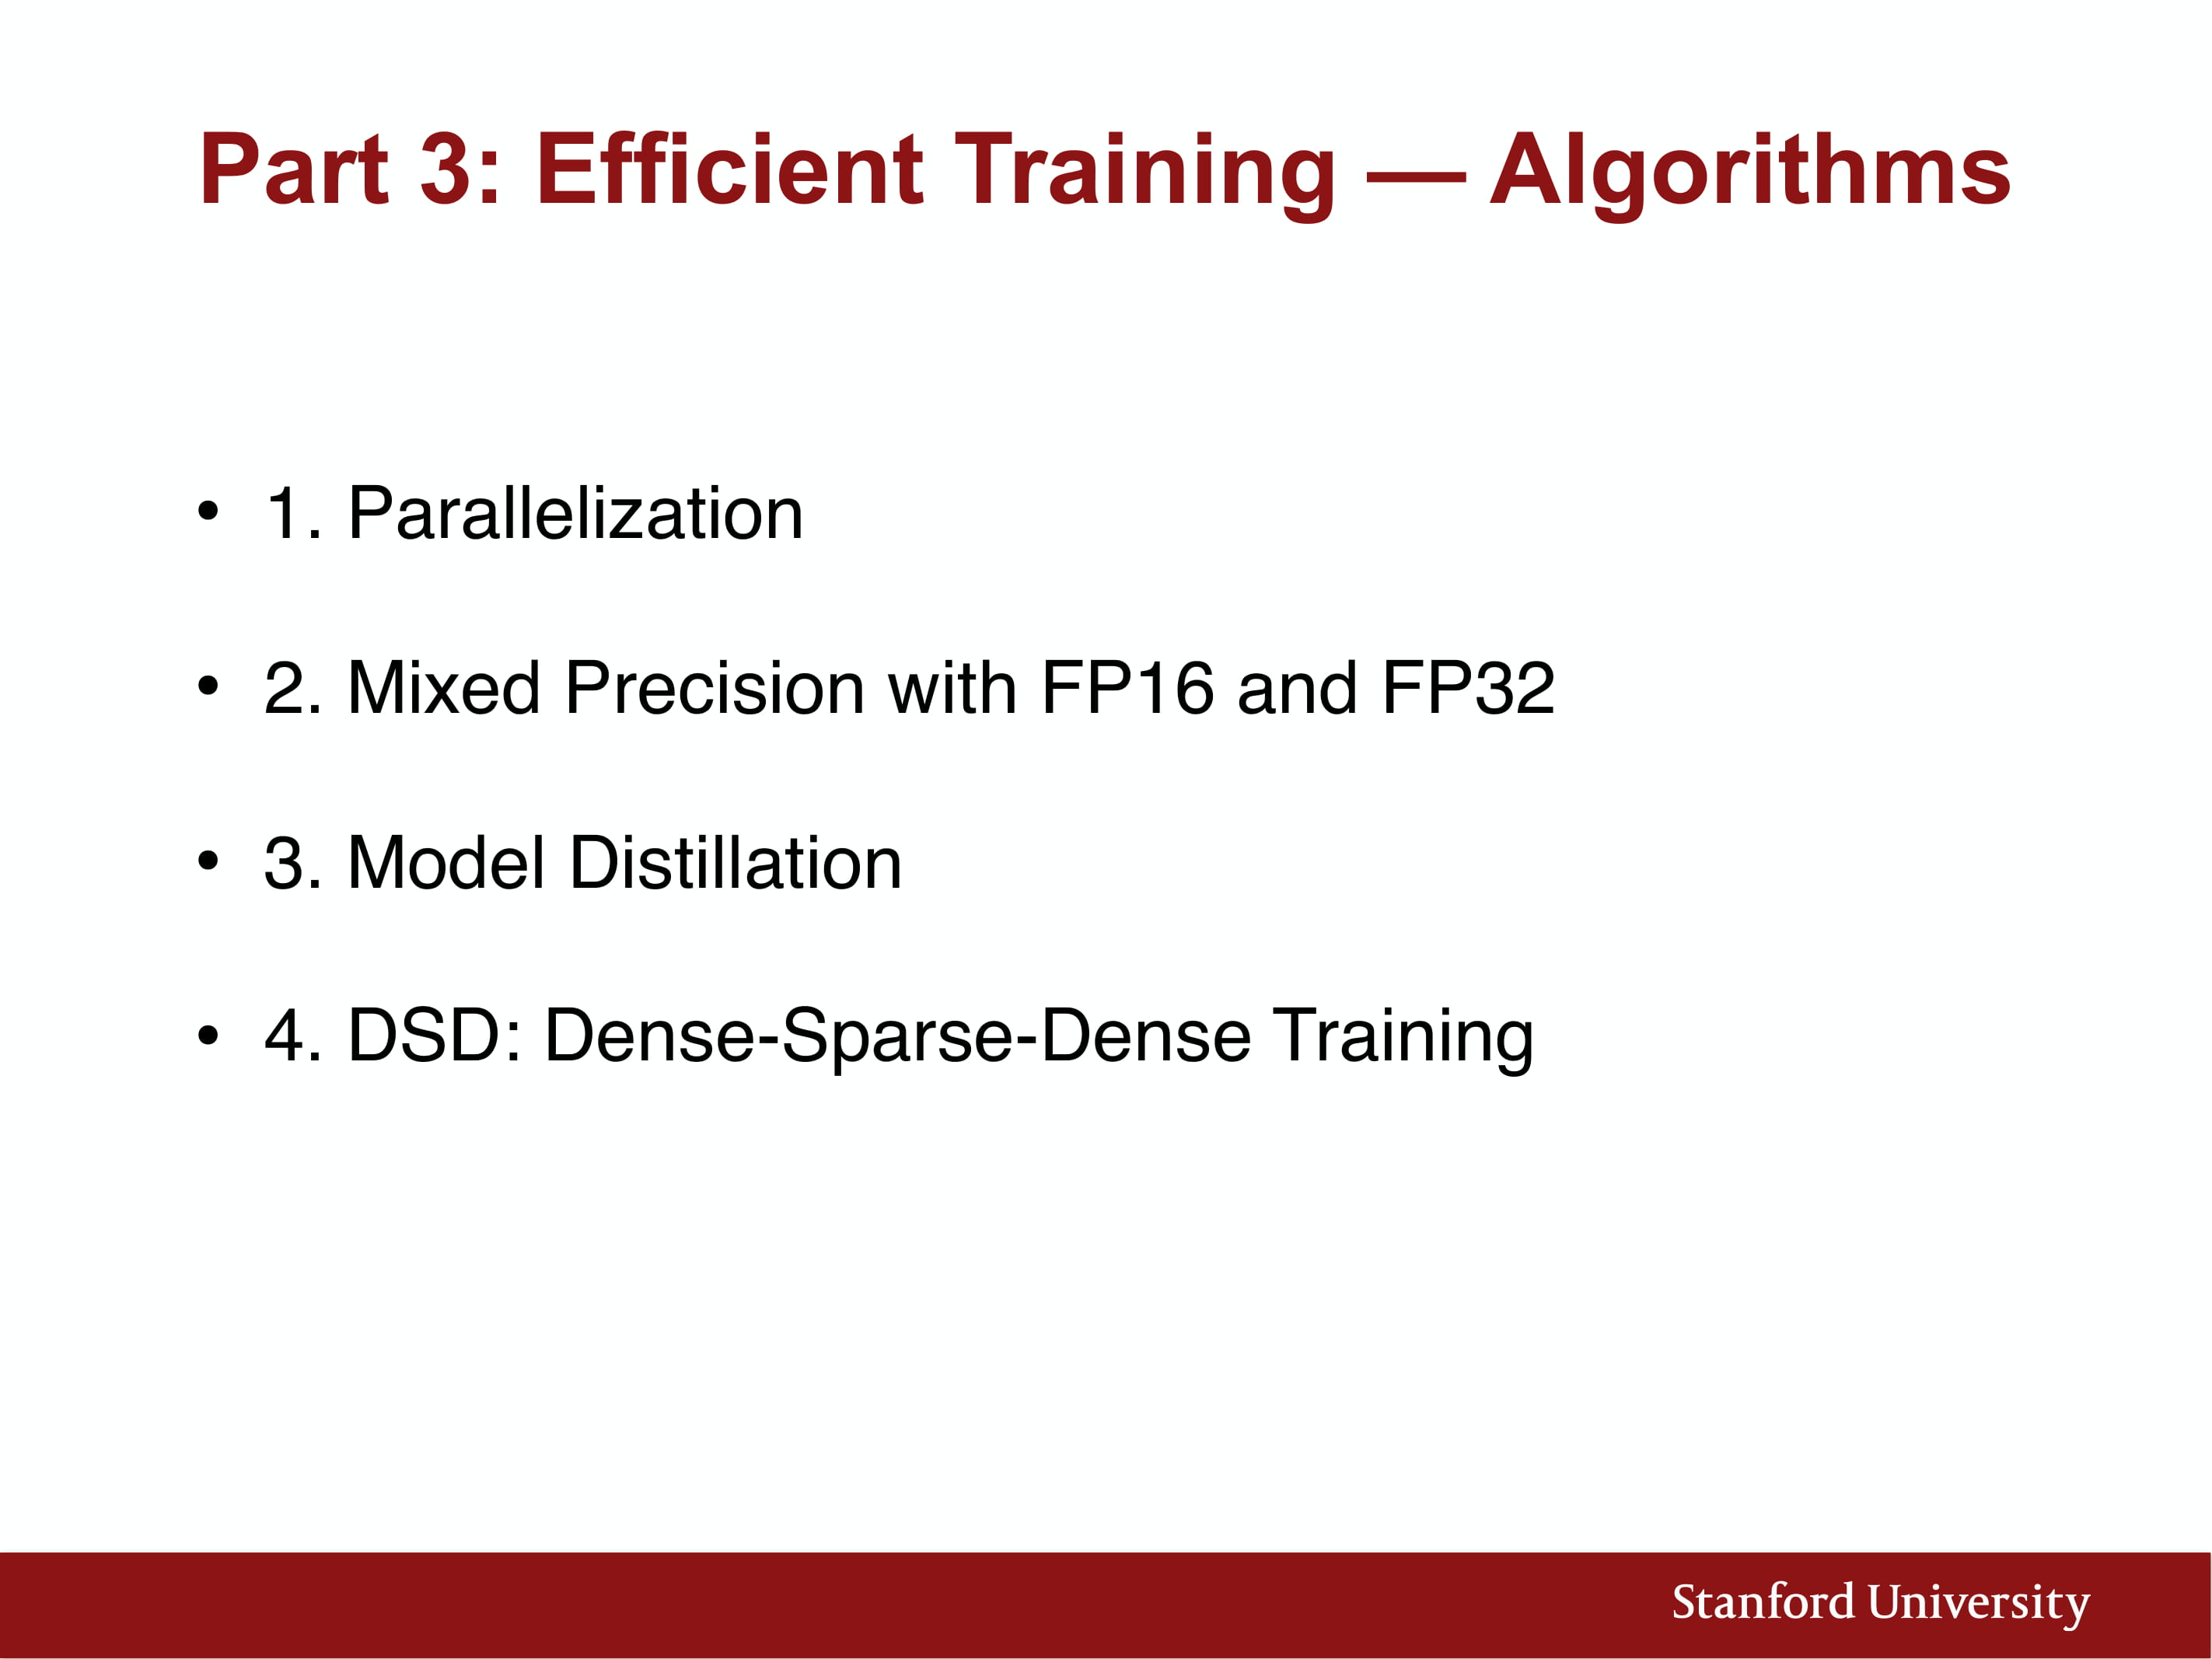 Part 3: Efficient Training — Algorithms
• 1. Parallelization
• 2. Mixed Precision with FP16 and FP32
• 3. Model Distillation
• 4. DSD: Dense-Sparse-Dense Training
Stanford University